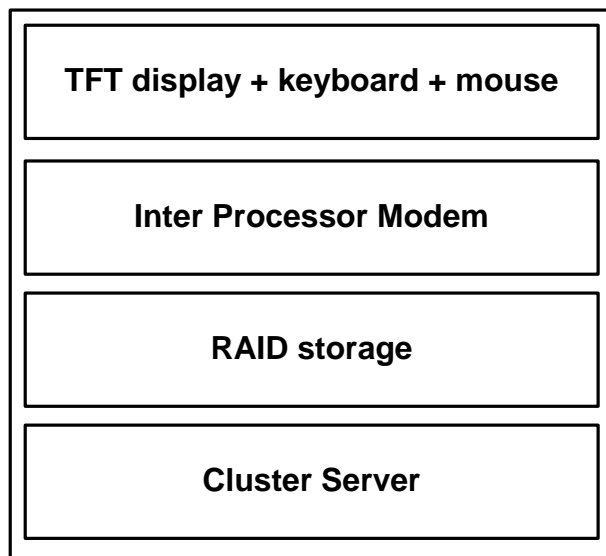 TFT display + keyboard + mouse
Inter Processor Modem
RAID storage
Cluster Server